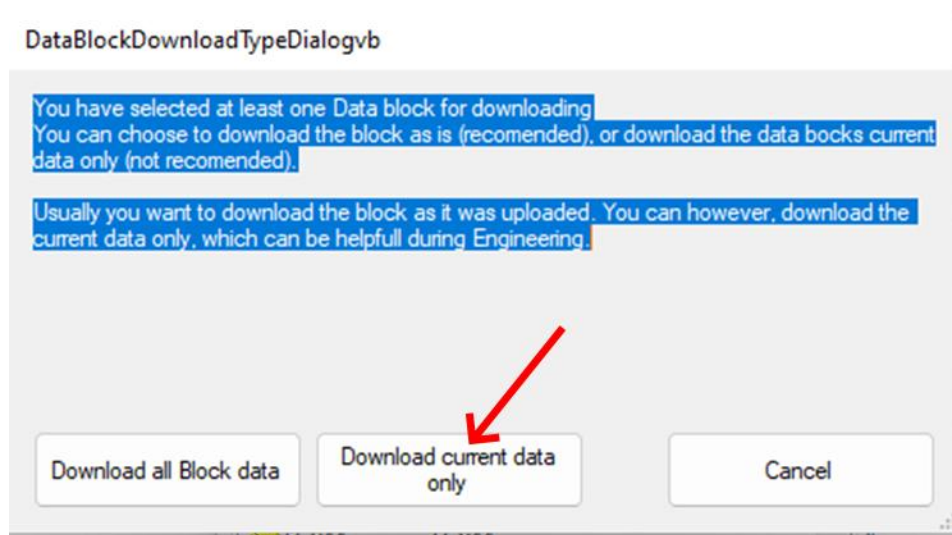 DataBlockDownloadTypeDialogvb
You have selected at least one Data block for downloading
You can choose to download the block as is (recomended), or download the data bocks current
data only (not recomended).
Usually you want to download the block as it was uploaded. You can however, download the
current data only, which can be helpfull during Engineering.
Download all Block data
Download current data
only
Cancel